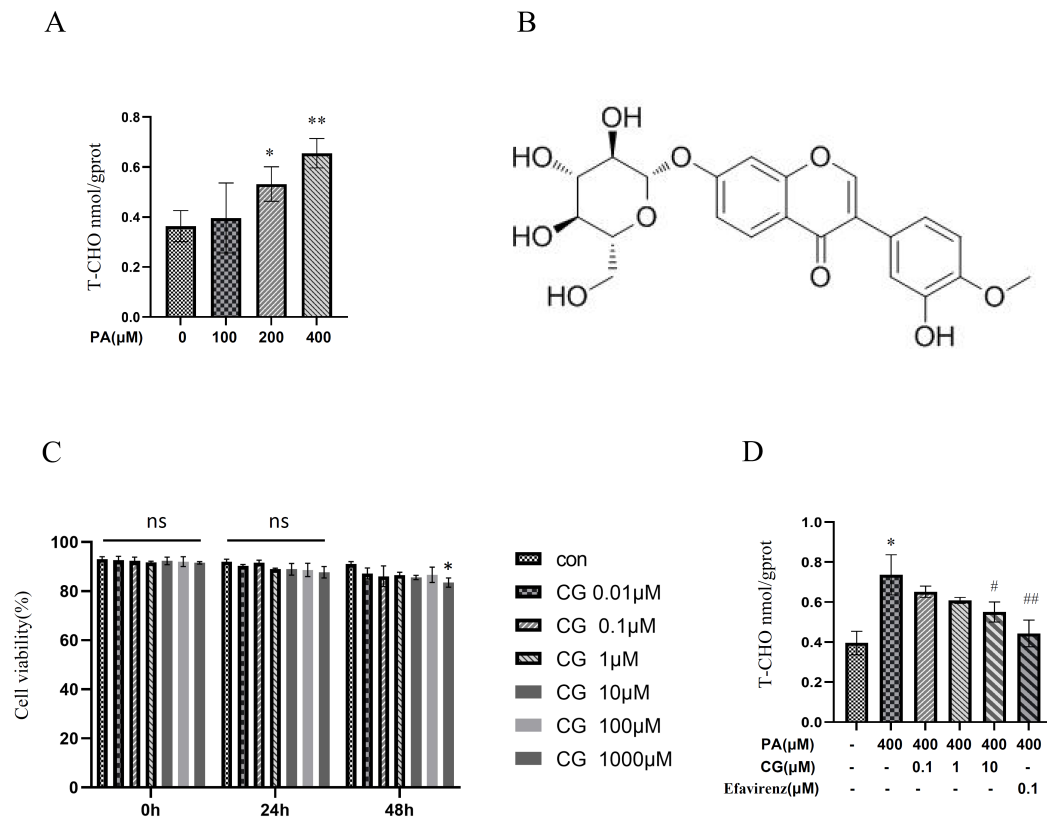 A
T-CHO nmol/gprot
0.8
0.6
0.4
0.2
0.0
*
**
PA(μM) 0 100 200 400
B
OH
HO
O
O
HO
O
O
HO
O
OH
C
Cell viability(%)
100
80
60
40
20
0
ns
ns
*
0h 24h 48h
con
CG 0.01μM
CG 0.1μM
CG 1μM
CG 10μM
CG 100μM
CG 1000μM
D
T-CHO nmol/gprot
1.0
0.8
0.6
0.4
0.2
0.0
*
#
##
PA(μM) - 400 400 400 400 400
CG(μM) - - 0.1 1 10 -
Efavirenz(μM) - - - - - 0.1